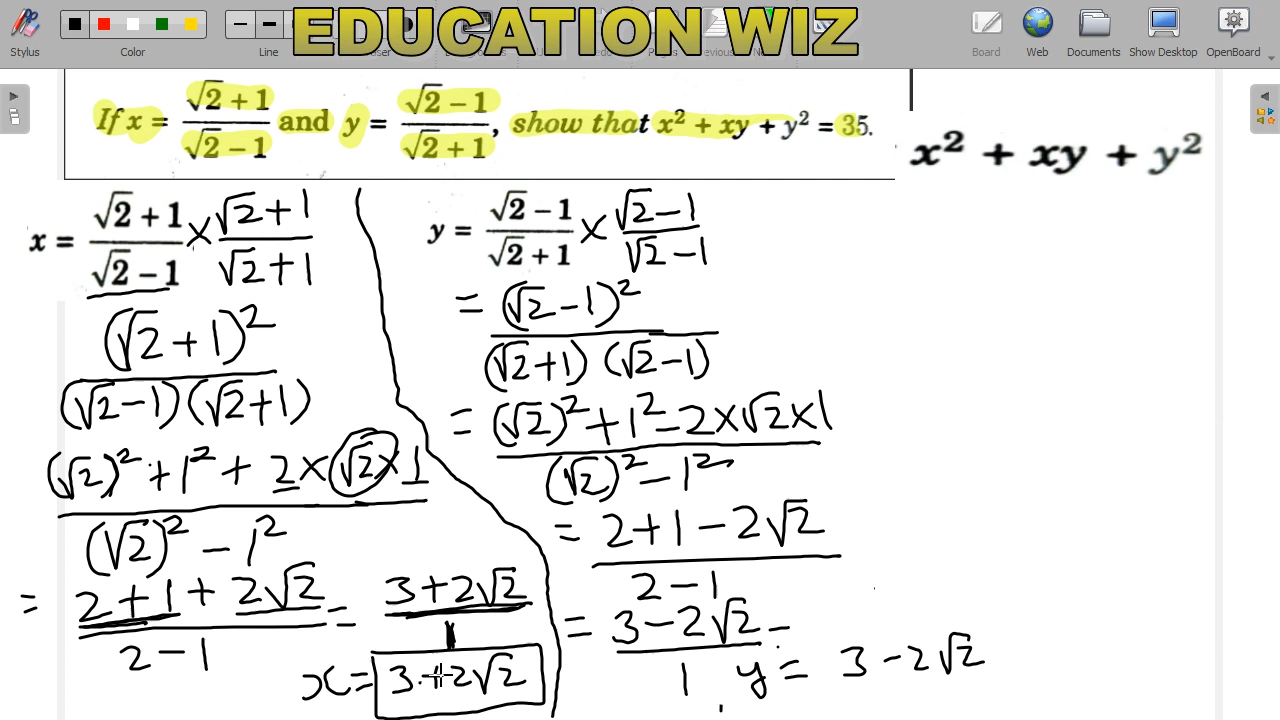 EDUCATION WIZ
Stylus
Color
Line
Board
Web
Documents
Show Desktop
OpenBoard
If x = (√2 + 1)/(√2 − 1) and y = (√2 − 1)/(√2 + 1), show that x² + xy + y² = 35.
x² + xy + y²
x = (√2 + 1)/(√2 − 1) × (√2+1)/(√2+1)
(√2+1)²/(√2−1)(√2+1)
((√2)² + 1² + 2×√2×1)/((√2)² − 1²)
= (2+1+2√2)/(2−1) = (3+2√2)/1
x = 3+2√2
y = (√2 − 1)/(√2 + 1) × (√2−1)/(√2−1)
= (√2−1)²/(√2+1)(√2−1)
= ((√2)² + 1² − 2×√2×1)/((√2)² − 1²)
= (2+1−2√2)/(2−1)
= (3−2√2)/1 =
y = 3−2√2